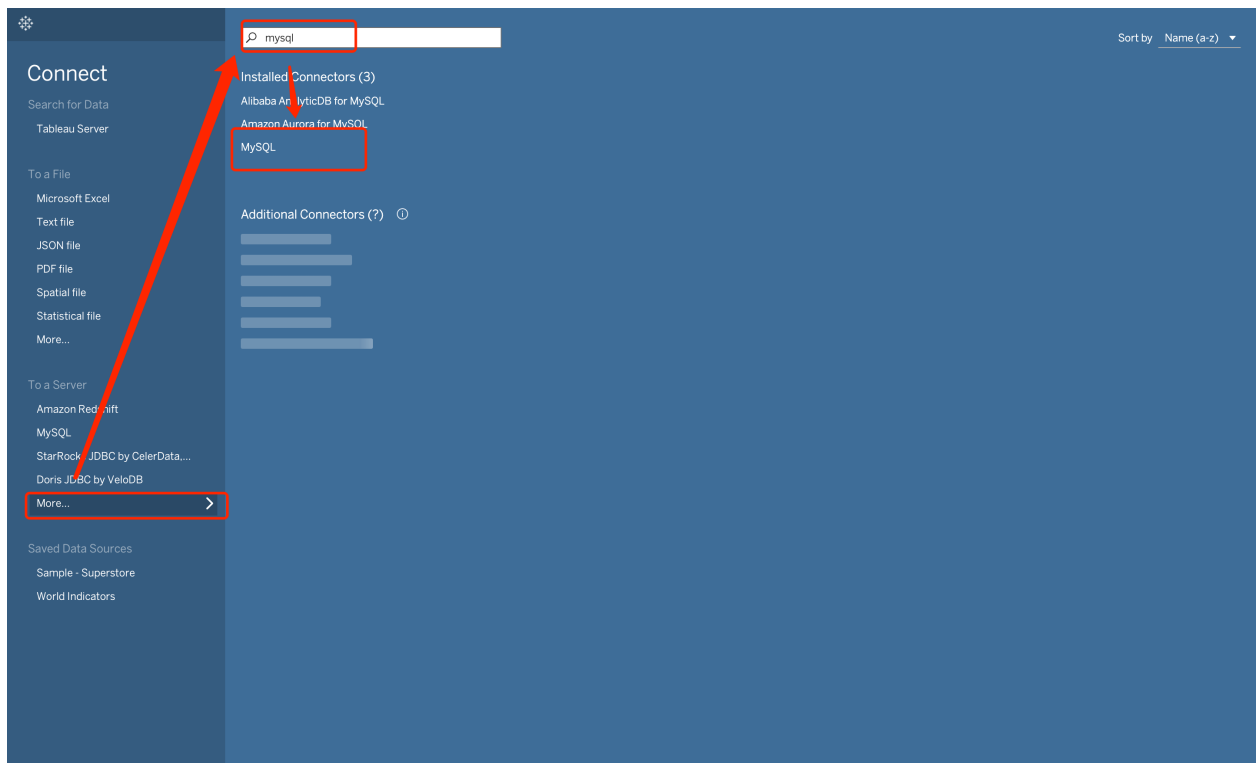 mysql
Sort by Name (a-z)
Connect
Search for Data
Tableau Server
To a File
Microsoft Excel
Text file
JSON file
PDF file
Spatial file
Statistical file
More...
To a Server
Amazon Redshift
MySQL
StarRocks JDBC by CelerData,...
Doris JDBC by VeloDB
More...
Saved Data Sources
Sample - Superstore
World Indicators
Installed Connectors (3)
Alibaba AnalyticDB for MySQL
Amazon Aurora for MySQL
MySQL
Additional Connectors (?)